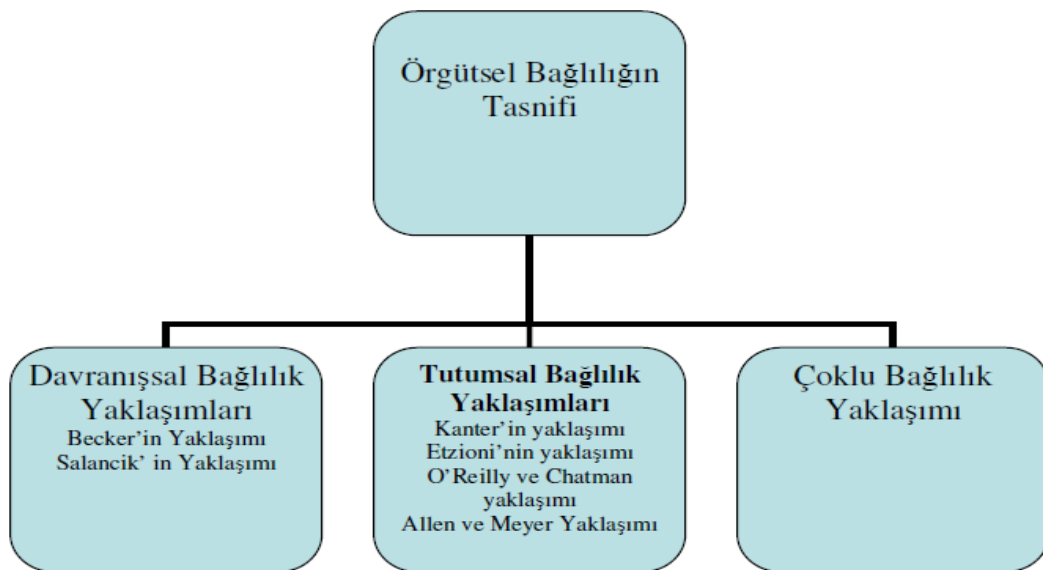 Örgütsel Bağlılığın
Tasnifi
Davranışsal Bağlılık
Yaklaşımları
Becker’in Yaklaşımı
Salancik’ in Yaklaşımı
Tutumsal Bağlılık
Yaklaşımları
Kanter’in yaklaşımı
Etzioni’nin yaklaşımı
O’Reilly ve Chatman
yaklaşımı
Allen ve Meyer Yaklaşımı
Çoklu Bağlılık
Yaklaşımı